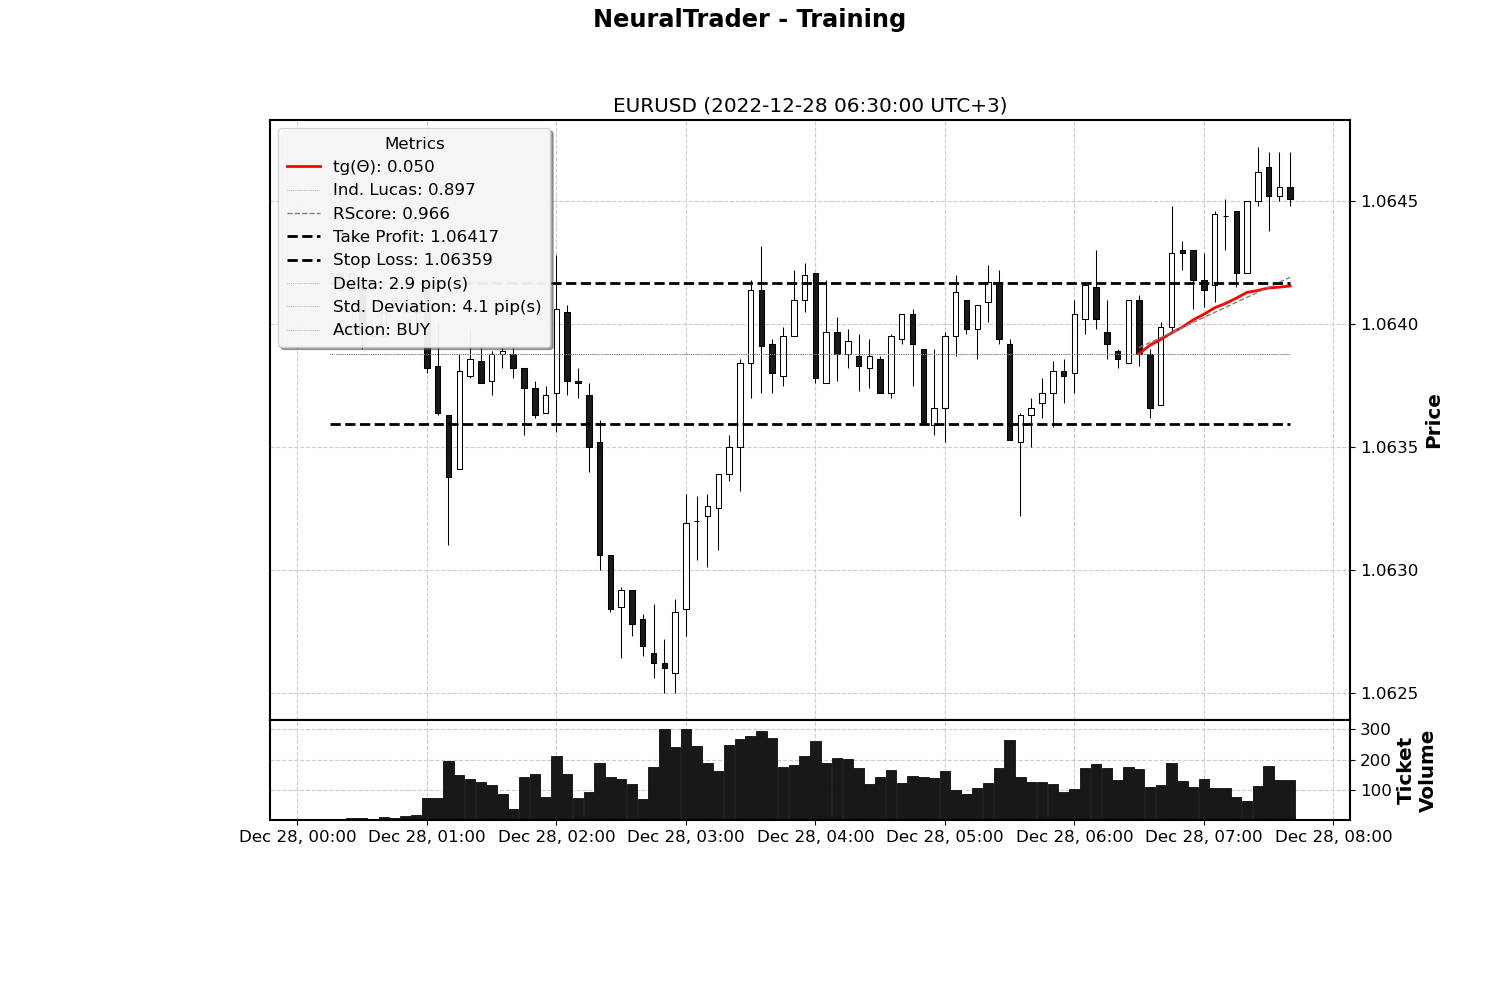 NeuralTrader - Training
EURUSD (2022-12-28 06:30:00 UTC+3)
Metrics
tg(Θ): 0.050
Ind. Lucas: 0.897
RScore: 0.966
Take Profit: 1.06417
Stop Loss: 1.06359
Delta: 2.9 pip(s)
Std. Deviation: 4.1 pip(s)
Action: BUY
1.0645
1.0640
1.0635
1.0630
1.0625
Price
300
200
100
Ticket
Volume
Dec 28, 00:00 Dec 28, 01:00 Dec 28, 02:00 Dec 28, 03:00 Dec 28, 04:00 Dec 28, 05:00 Dec 28, 06:00 Dec 28, 07:00 Dec 28, 08:00